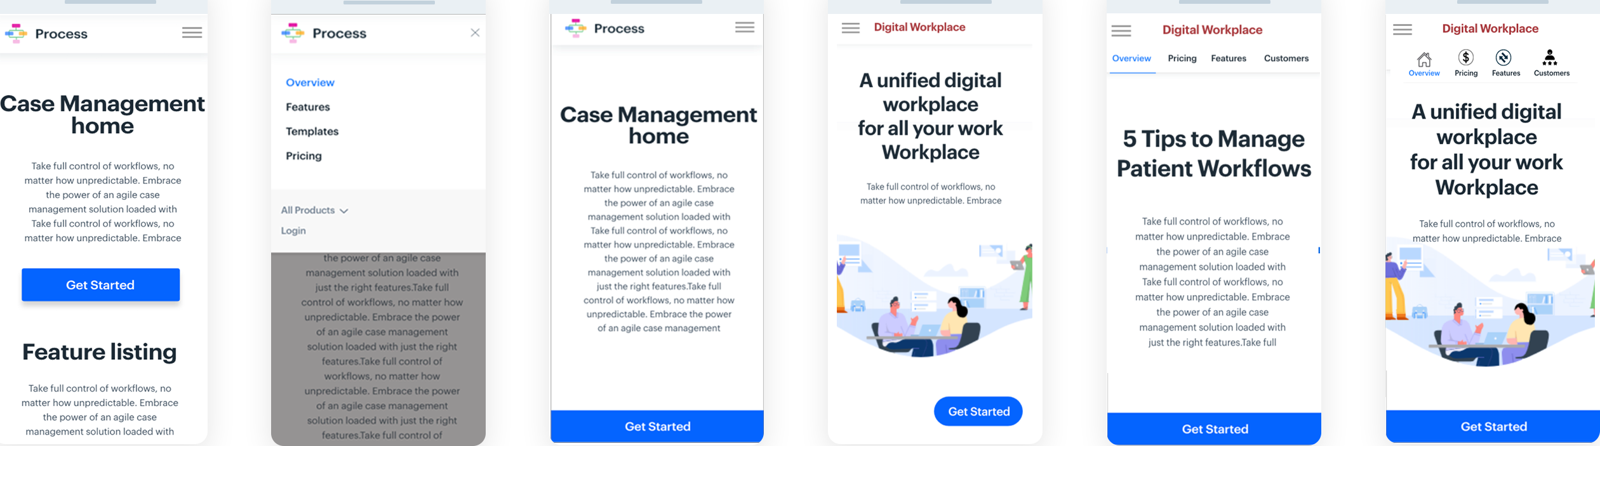 Process
Case Management
home
Take full control of workflows, no
matter how unpredictable. Embrace
the power of an agile case
management solution loaded with
Take full control of workflows, no
matter how unpredictable. Embrace
Get Started
Feature listing
Take full control of workflows, no
matter how unpredictable. Embrace
the power of an agile case
management solution loaded with
Process
Overview
Features
Templates
Pricing
All Products
Login
the power of an agile case
management solution loaded with
just the right features.Take full
control of workflows, no matter how
unpredictable. Embrace the power
of an agile case management
solution loaded with just the right
features.Take full control of
workflows, no matter how
unpredictable. Embrace the power
of an agile case management
solution loaded with just the right
features.Take full control of
Process
Case Management
home
Take full control of workflows, no
matter how unpredictable. Embrace
the power of an agile case
management solution loaded with
Take full control of workflows, no
matter how unpredictable. Embrace
the power of an agile case
management solution loaded with
just the right features.Take full
control of workflows, no matter how
unpredictable. Embrace the power
of an agile case management
Get Started
Digital Workplace
A unified digital
workplace
for all your work
Workplace
Take full control of workflows, no
matter how unpredictable. Embrace
Get Started
Digital Workplace
Overview Pricing Features Customers
5 Tips to Manage
Patient Workflows
Take full control of workflows, no
matter how unpredictable. Embrace
the power of an agile case
management solution loaded with
Take full control of workflows, no
matter how unpredictable. Embrace
the power of an agile case
management solution loaded with
just the right features.Take full
Get Started
Digital Workplace
Overview Pricing Features Customers
A unified digital
workplace
for all your work
Workplace
Take full control of workflows, no
matter how unpredictable. Embrace
Get Started